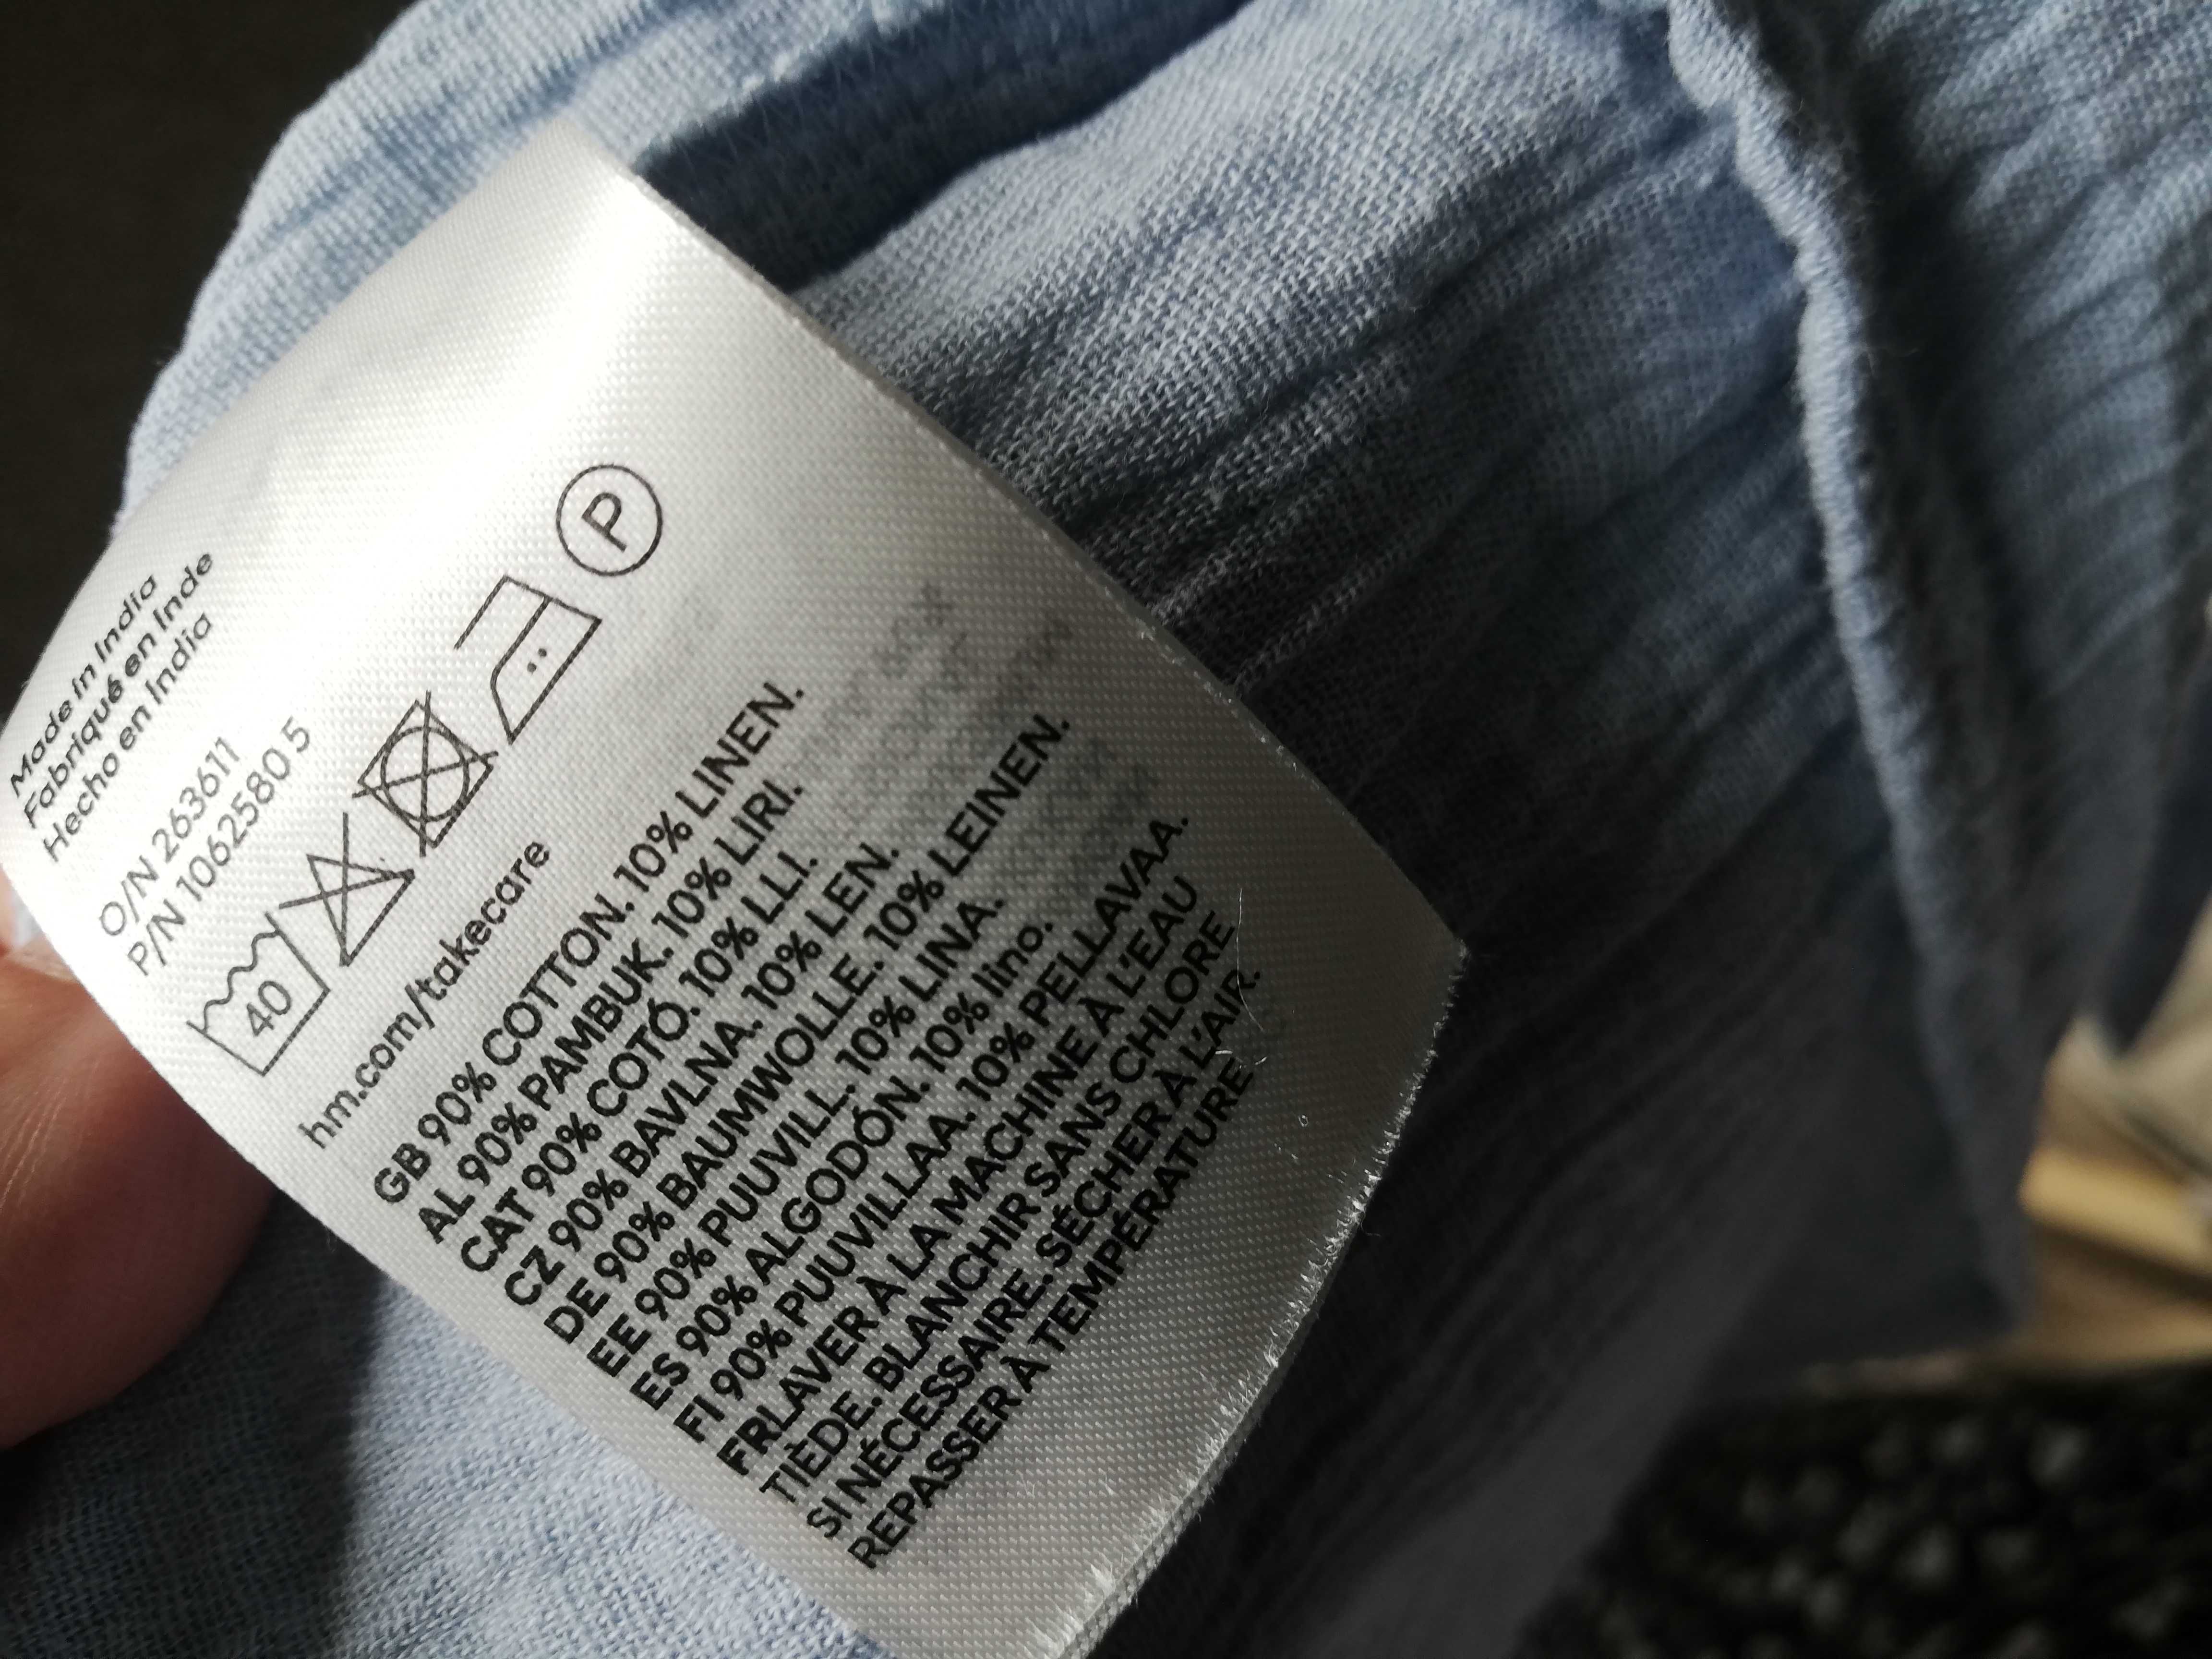 Made in India
Fabriqué en Inde
Hecho en India
O/N 263611
P/N 10625805
40
P
hm.com/takecare
GB 90% COTTON. 10% LINEN.
AL 90% PAMBUK. 10% LIRI.
CAT 90% COTÓ. 10% LLI.
CZ 90% BAVLNA. 10% LEN.
DE 90% BAUMWOLLE. 10% LEINEN.
EE 90% PUUVILL. 10% LINA.
ES 90% ALGODÓN. 10% lino.
FI 90% PUUVILLAA. 10% PELLAVAA.
FR LAVER À LA MACHINE À L'EAU
TIÈDE. BLANCHIR SANS CHLORE
SI NÉCESSAIRE. SÉCHER À L'AIR.
REPASSER À TEMPÉRATURE